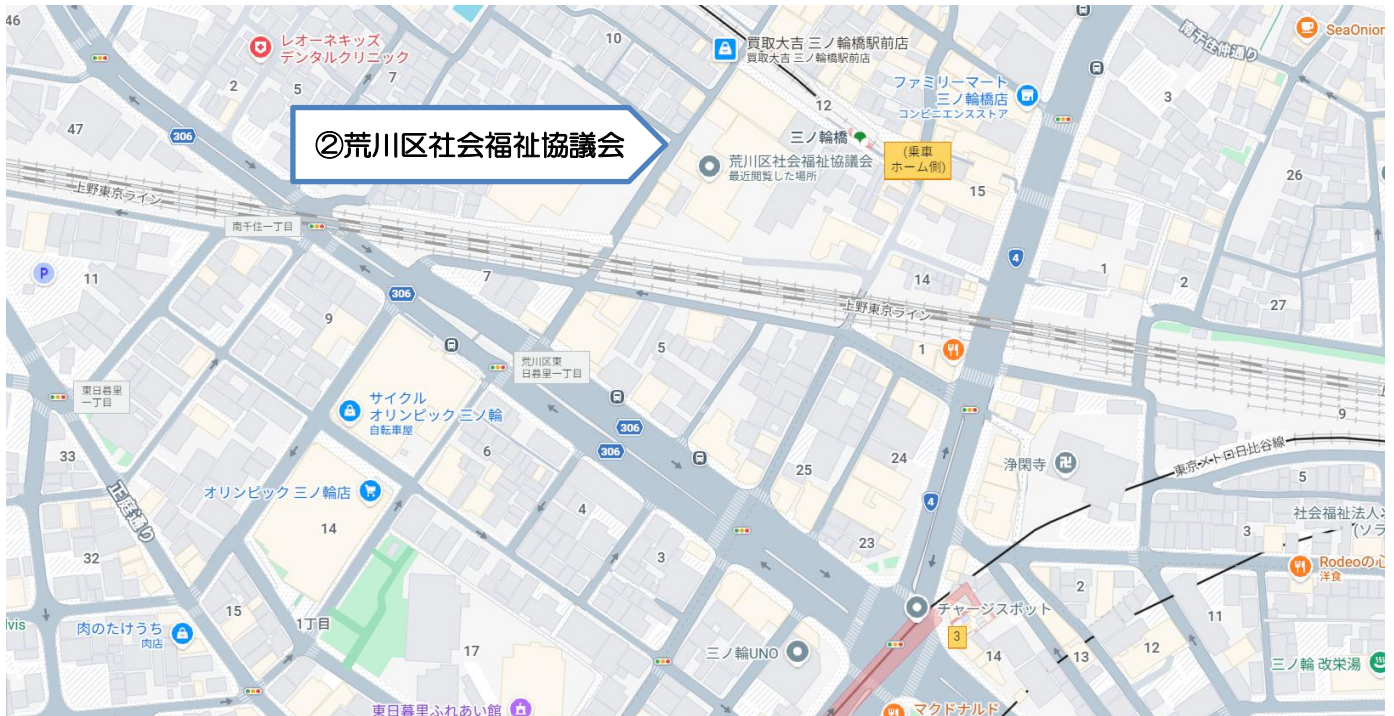 46
レオーネキッズ
デンタルクリニック
10
買取大吉 三ノ輪橋駅前店
買取大吉 三ノ輪橋駅前店
南千住仲通り
SeaOnion
2
5
7
47
306
②荒川区社会福祉協議会
12
ファミリーマート
三ノ輪橋店
コンビニエンスストア
3
三ノ輪橋
(乗車
ホーム側)
荒川区社会福祉協議会
最近閲覧した場所
15
26
上野東京ライン
南千住一丁目
4
P
11
7
14
1
2
27
306
9
上野東京ライン
5
1
荒川区東
日暮里一丁目
東日暮里
一丁目
サイクル
オリンピック 三ノ輪
自転車屋
306
306
9
33
6
25
24
浄閑寺
東京メトロ日比谷線
5
正庭通り
オリンピック 三ノ輪店
14
4
4
社会福祉法人
(ソラ
3
32
3
23
Rodeoの心
洋食
2
チャージスポット
11
15
lvis
肉のたけうち
肉店
1丁目
17
三ノ輪UNO
3
14
13
12
三ノ輪 改栄湯
東日暮里ふれあい館
マクドナルド